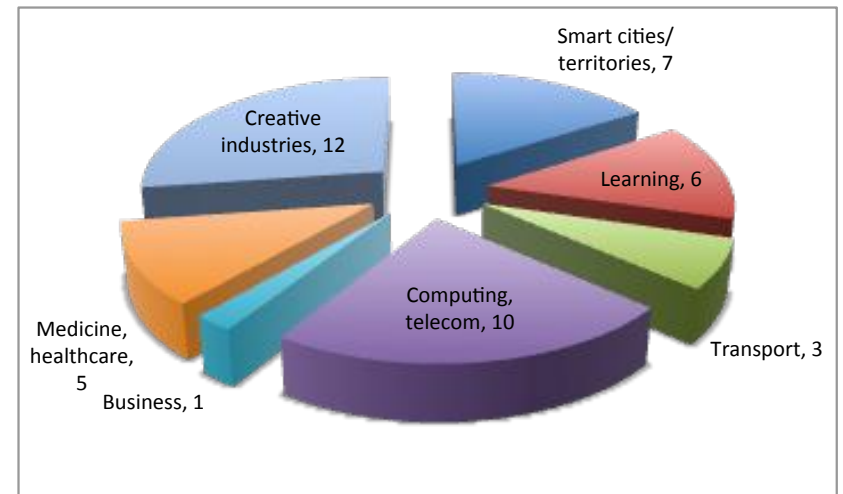 Smart cities/
territories, 7
Creative
industries, 12
Learning, 6
Computing,
telecom, 10
Transport, 3
Medicine,
healthcare,
5
Business, 1